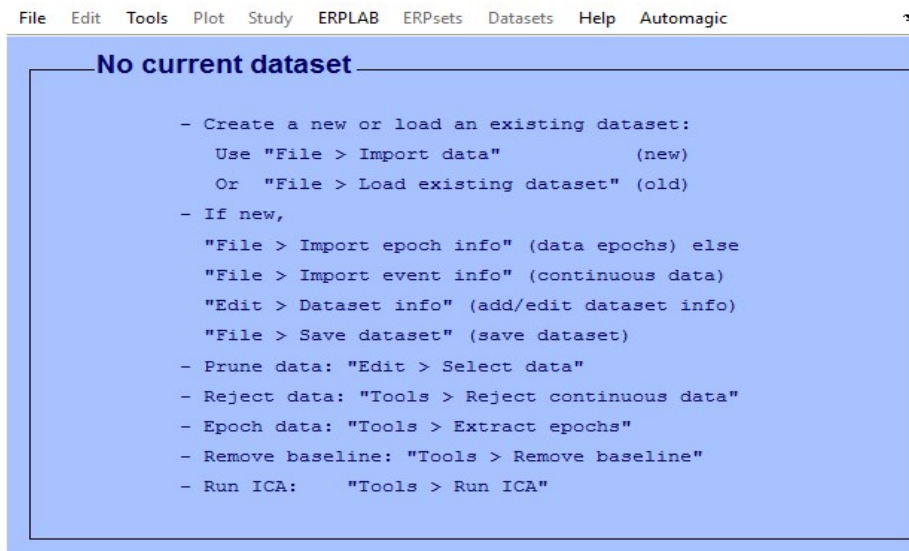 File Edit Tools Plot Study ERPLAB ERPsets Datasets Help Automagic
No current dataset
- Create a new or load an existing dataset:
Use "File > Import data" (new)
Or "File > Load existing dataset" (old)
- If new,
"File > Import epoch info" (data epochs) else
"File > Import event info" (continuous data)
"Edit > Dataset info" (add/edit dataset info)
"File > Save dataset" (save dataset)
- Prune data: "Edit > Select data"
- Reject data: "Tools > Reject continuous data"
- Epoch data: "Tools > Extract epochs"
- Remove baseline: "Tools > Remove baseline"
- Run ICA: "Tools > Run ICA"